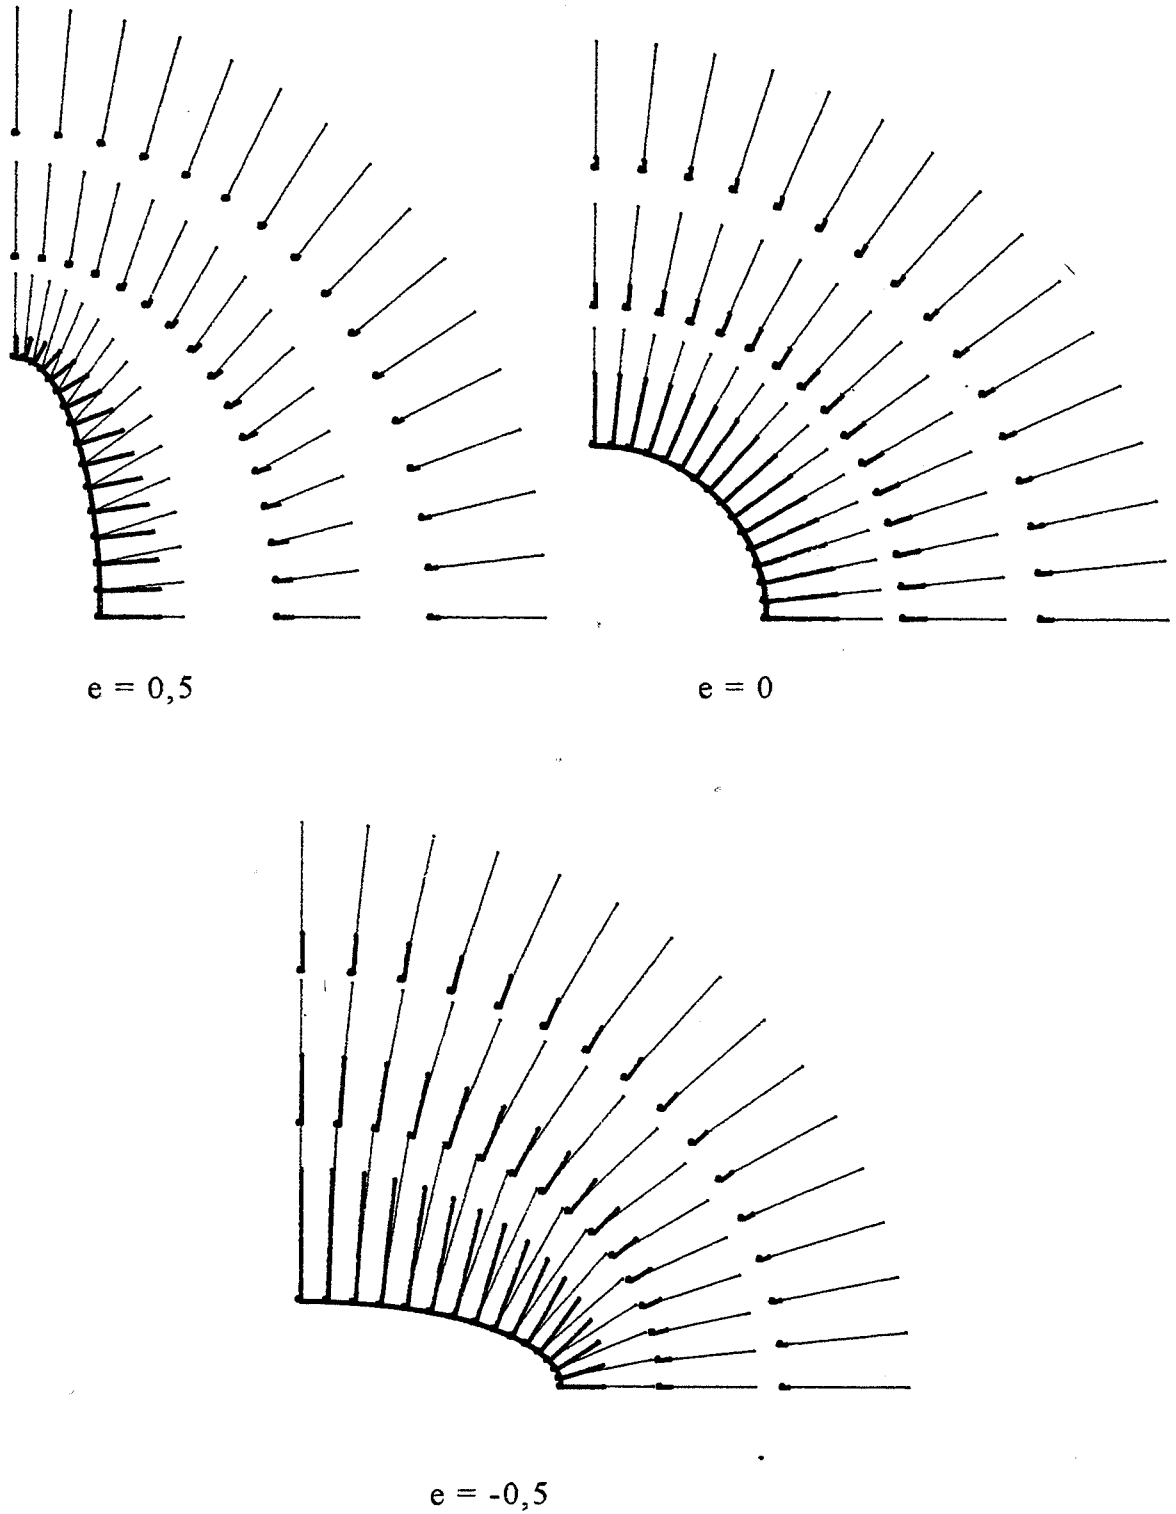 e = 0,5
e = 0
e = -0,5